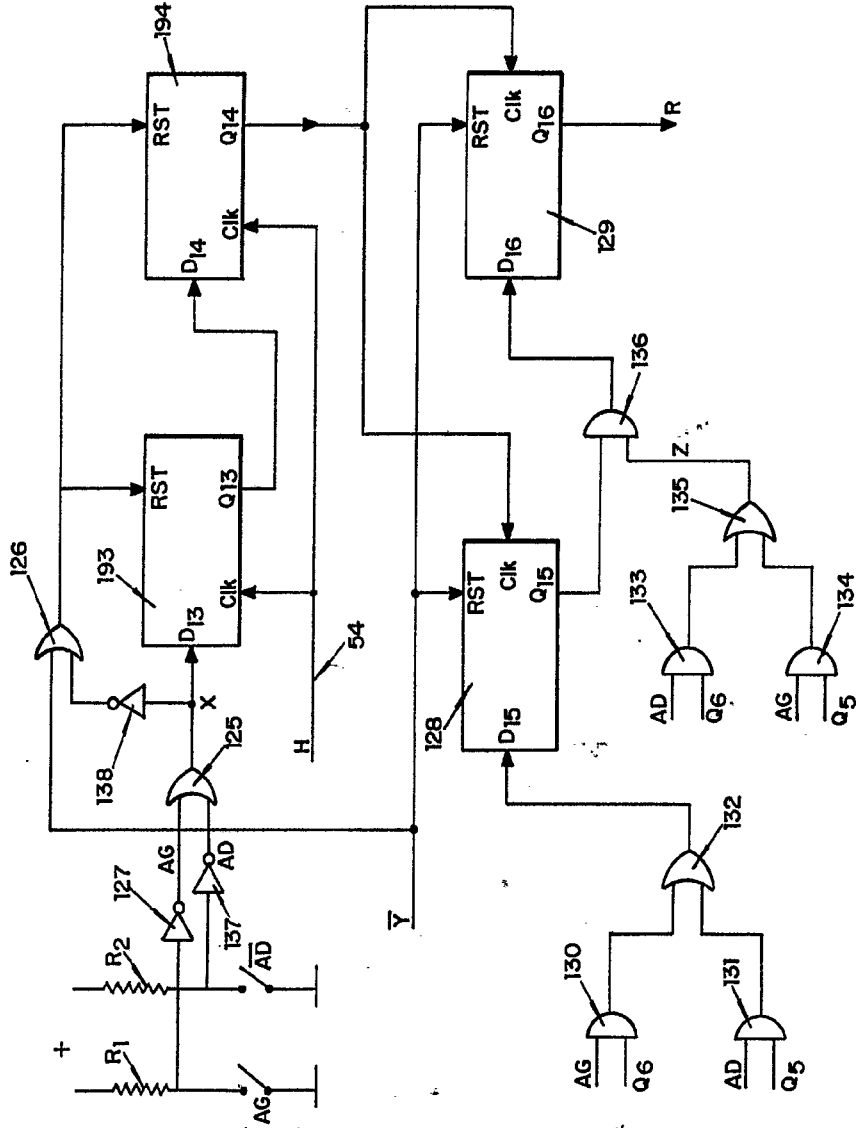 194
RST
Q14
Clk
D14
126
193
RST
Q13
Clk
D13
138
X
125
54
H
AG
AD
127
137
R2
AD
+
R1
AG
Y
RST
Clk
Q16
R
D16
129
136
Z
135
128
RST
Clk
Q15
D15
133
AD
Q6
134
AG
Q5
132
130
AG
Q6
131
AD
Q5